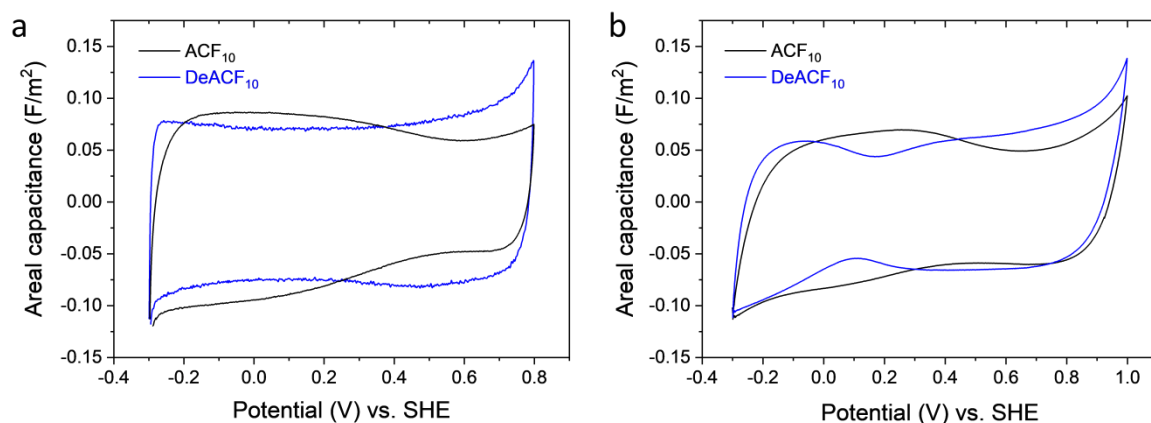 a
ACF₁₀
DeACF₁₀
0.15
0.10
0.05
0.00
-0.05
-0.10
-0.15
Areal capacitance (F/m²)
-0.4 -0.2 0.0 0.2 0.4 0.6 0.8
Potential (V) vs. SHE
b
ACF₁₀
DeACF₁₀
0.15
0.10
0.05
0.00
-0.05
-0.10
-0.15
Areal capacitance (F/m²)
-0.4 -0.2 0.0 0.2 0.4 0.6 0.8 1.0
Potential (V) vs. SHE